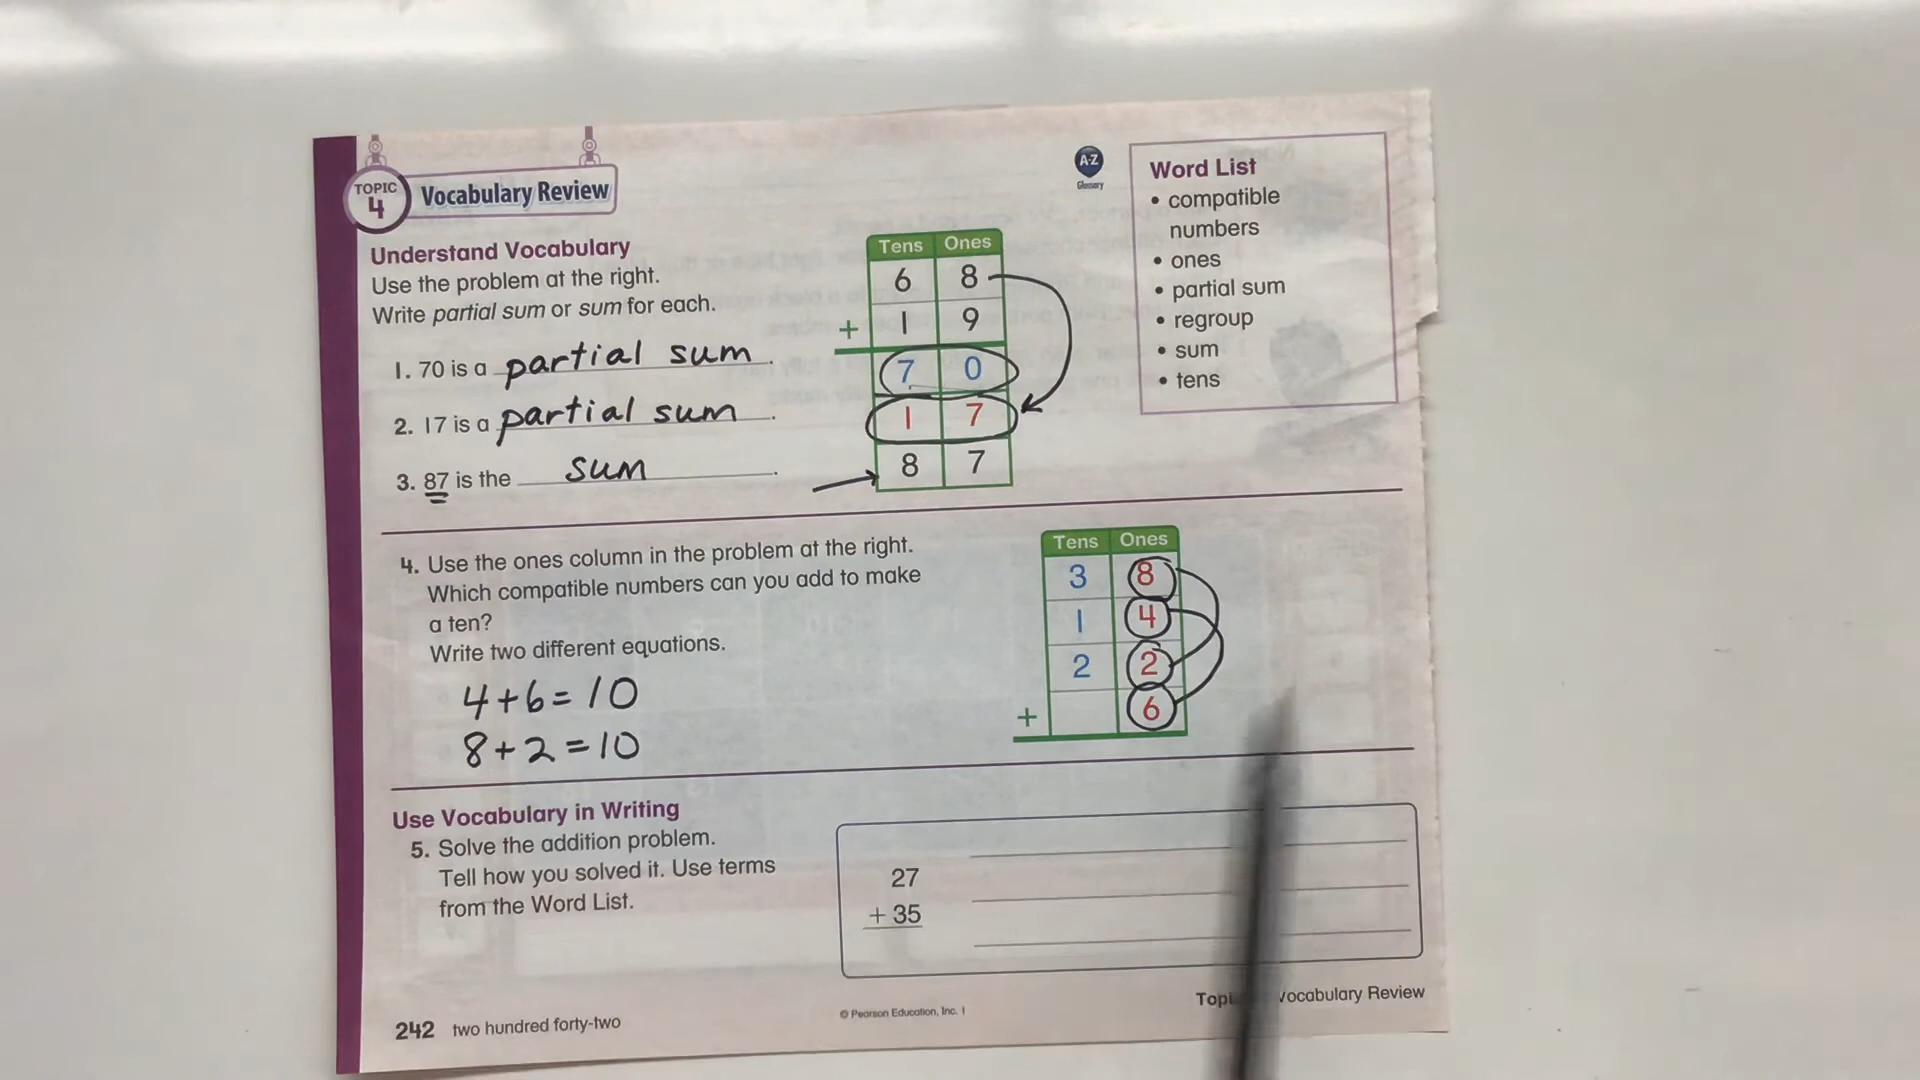 TOPIC
4
Vocabulary Review
A-Z
Glossary
Word List
• compatible
numbers
• ones
• partial sum
• regroup
• sum
• tens
Understand Vocabulary
Use the problem at the right.
Write partial sum or sum for each.
1. 70 is a partial sum.
2. 17 is a partial sum.
3. 87 is the sum.
Tens Ones
6 8
+ 1 9
7 0
1 7
8 7
4. Use the ones column in the problem at the right.
Which compatible numbers can you add to make
a ten?
Write two different equations.
4+6=10
8+2=10
Tens Ones
3 8
1 4
2 2
+ 6
Use Vocabulary in Writing
5. Solve the addition problem.
Tell how you solved it. Use terms
from the Word List.
27
+ 35
242 two hundred forty-two
© Pearson Education, Inc. 1
Vocabulary Review